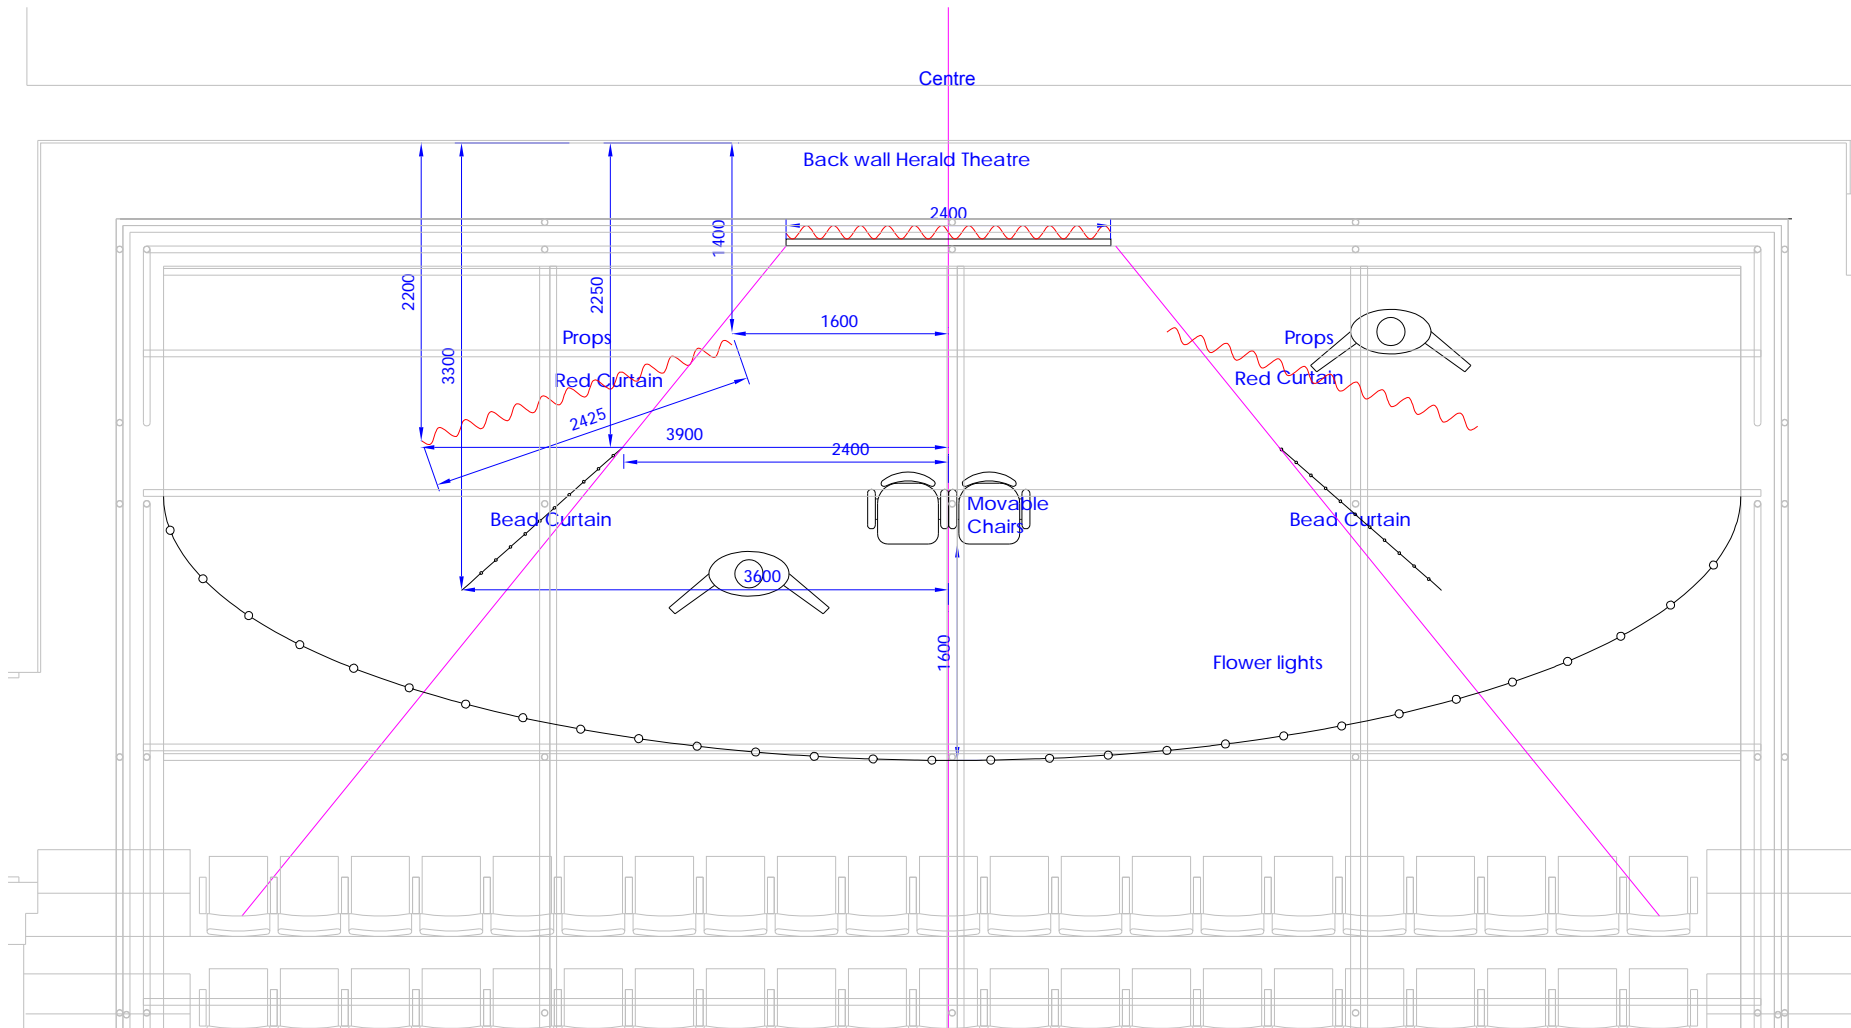 Centre
Back wall Herald Theatre
2400
1400
2200
2250
3300
1600
Props
Props
Red Curtain
Red Curtain
2425
3900
2400
Movable
Chairs
Bead Curtain
Bead Curtain
3600
1600
Flower lights